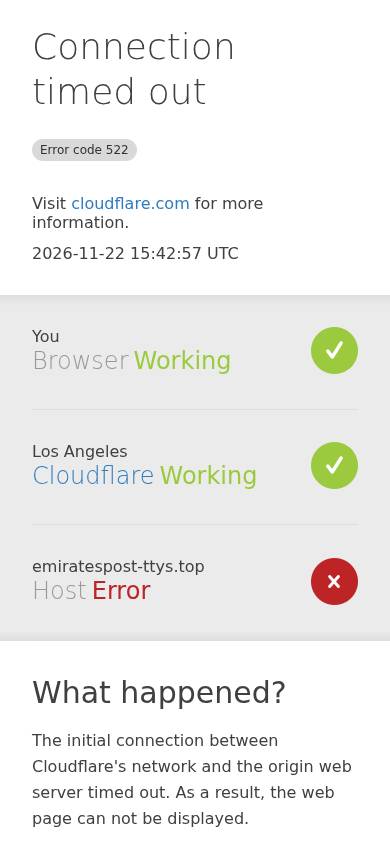 Connection
timed out
Error code 522
Visit cloudflare.com for more
information.
2026-11-22 15:42:57 UTC
You
Browser Working
Los Angeles
Cloudflare Working
emiratespost-ttys.top
Host Error
What happened?
The initial connection between
Cloudflare's network and the origin web
server timed out. As a result, the web
page can not be displayed.